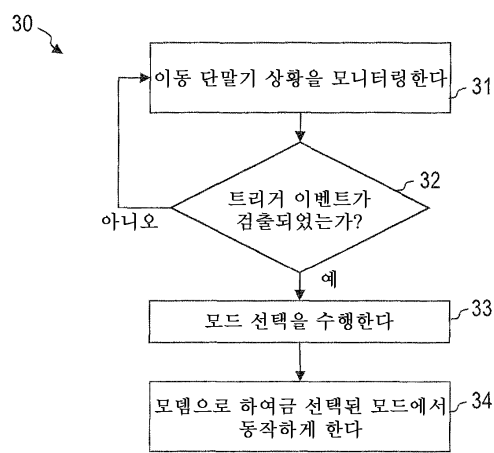 30
이동 단말기 상황을 모니터링한다
31
트리거 이벤트가
검출되었는가?
32
아니오
예
모드 선택을 수행한다
33
모뎀으로 하여금 선택된 모드에서
동작하게 한다
34